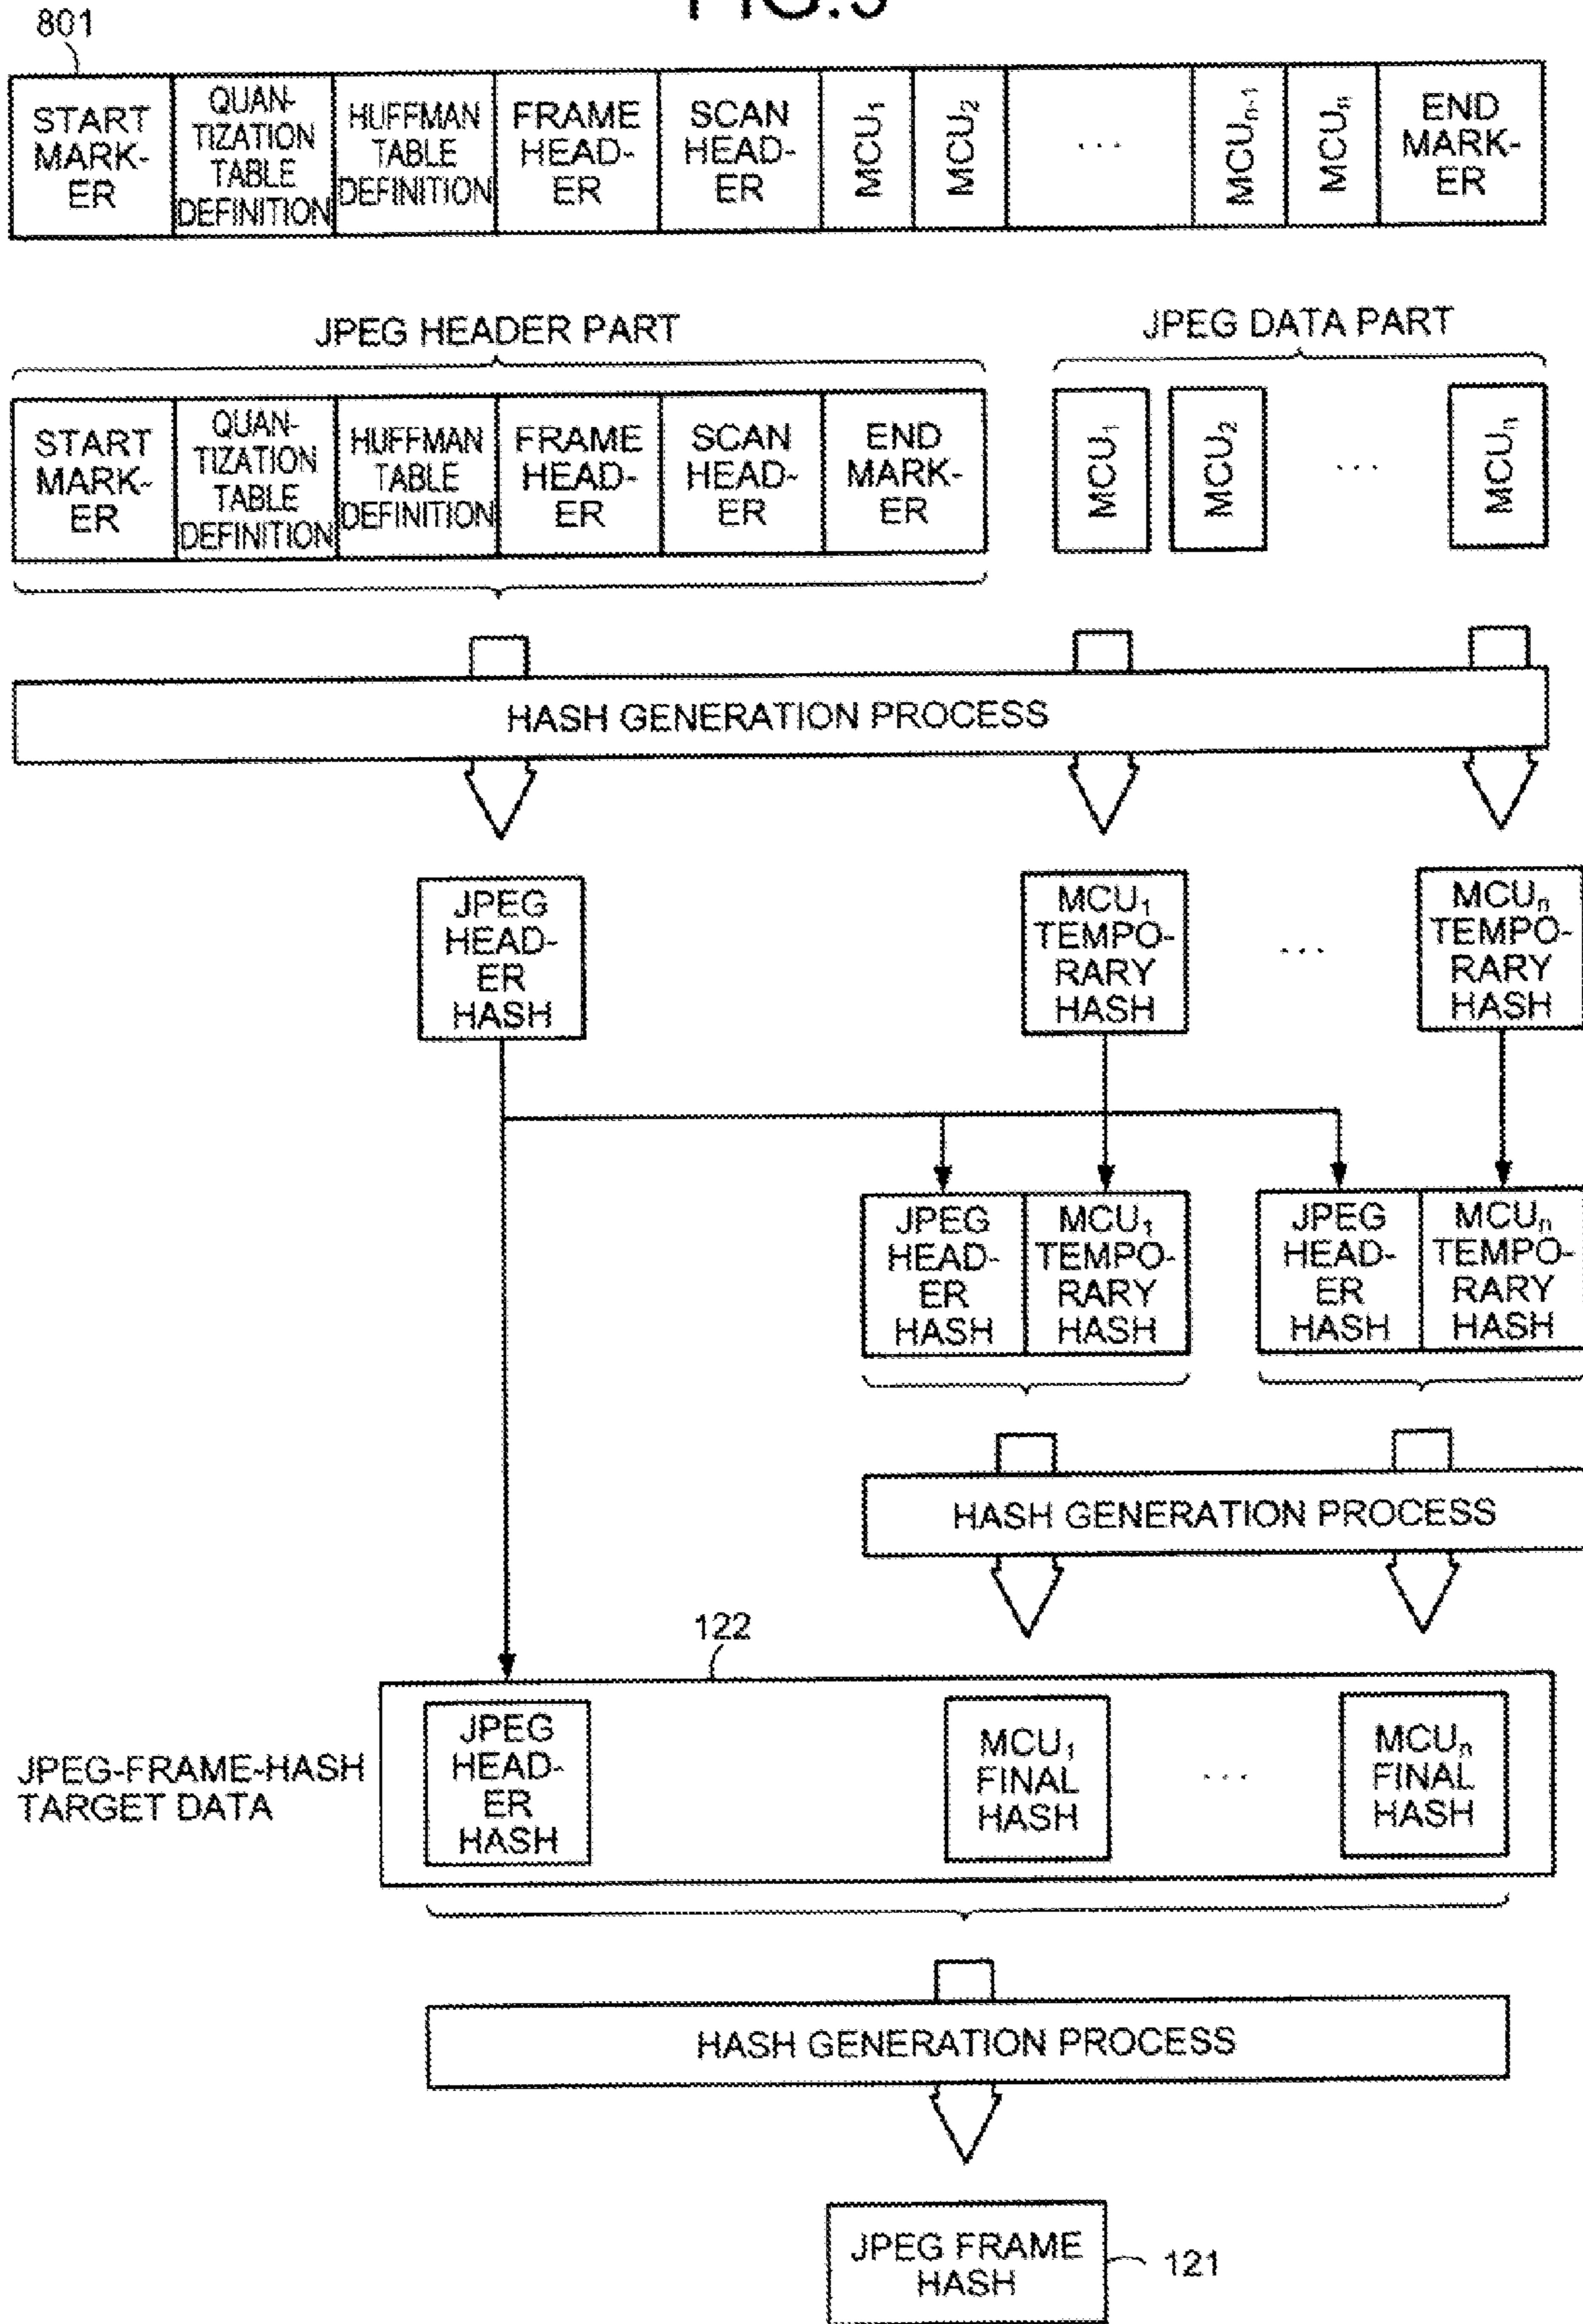 801
START
MARK-
ER
QUAN-
TIZATION
TABLE
DEFINITION
HUFFMAN
TABLE
DEFINITION
FRAME
HEAD-
ER
SCAN
HEAD-
ER
MCU₁
MCU₂
...
MCUₙ₋₁
MCUₙ
END
MARK-
ER
JPEG HEADER PART
JPEG DATA PART
START
MARK-
ER
QUAN-
TIZATION
TABLE
DEFINITION
HUFFMAN
TABLE
DEFINITION
FRAME
HEAD-
ER
SCAN
HEAD-
ER
END
MARK-
ER
MCU₁
MCU₂
...
MCUₙ
HASH GENERATION PROCESS
JPEG
HEAD-
ER
HASH
MCU₁
TEMPO-
RARY
HASH
...
MCUₙ
TEMPO-
RARY
HASH
JPEG
HEAD-
ER
HASH
MCU₁
TEMPO-
RARY
HASH
JPEG
HEAD-
ER
HASH
MCUₙ
TEMPO-
RARY
HASH
HASH GENERATION PROCESS
122
JPEG-FRAME-HASH
TARGET DATA
JPEG
HEAD-
ER
HASH
MCU₁
FINAL
HASH
...
MCUₙ
FINAL
HASH
HASH GENERATION PROCESS
JPEG FRAME
HASH
121